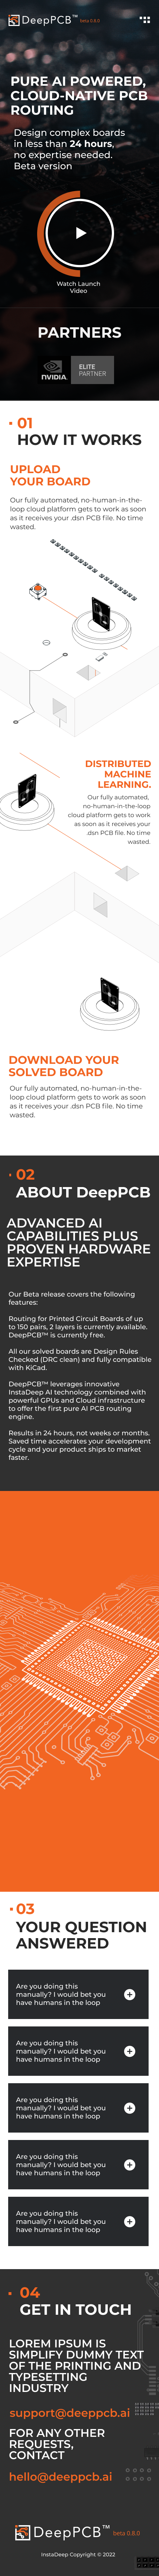 DeepPCB™ beta 0.8.0
PURE AI POWERED,
CLOUD-NATIVE PCB
ROUTING
Design complex boards
in less than 24 hours,
no expertise needed.
Beta version
Watch Launch
Video
PARTNERS
NVIDIA.
ELITE
PARTNER
01
HOW IT WORKS
UPLOAD
YOUR BOARD
Our fully automated, no-human-in-the-
loop cloud platform gets to work as soon
as it receives your .dsn PCB file. No time
wasted.
DISTRIBUTED
MACHINE
LEARNING.
Our fully automated,
no-human-in-the-loop
cloud platform gets to work
as soon as it receives your
.dsn PCB file. No time
wasted.
DOWNLOAD YOUR
SOLVED BOARD
Our fully automated, no-human-in-the-
loop cloud platform gets to work as soon
as it receives your .dsn PCB file. No time
wasted.
02
ABOUT DeepPCB
ADVANCED AI
CAPABILITIES PLUS
PROVEN HARDWARE
EXPERTISE
Our Beta release covers the following
features:
Routing for Printed Circuit Boards of up
to 150 pairs, 2 layers is currently available.
DeepPCB™ is currently free.
All our solved boards are Design Rules
Checked (DRC clean) and fully compatible
with KiCad.
DeepPCB™ leverages innovative
InstaDeep AI technology combined with
powerful GPUs and Cloud infrastructure
to offer the first pure AI PCB routing
engine.
Results in 24 hours, not weeks or months.
Saved time accelerates your development
cycle and your product ships to market
faster.
03
YOUR QUESTION
ANSWERED
Are you doing this
manually? I would bet you
have humans in the loop
Are you doing this
manually? I would bet you
have humans in the loop
Are you doing this
manually? I would bet you
have humans in the loop
Are you doing this
manually? I would bet you
have humans in the loop
Are you doing this
manually? I would bet you
have humans in the loop
04
GET IN TOUCH
LOREM IPSUM IS
SIMPLIFY DUMMY TEXT
OF THE PRINTING AND
TYPESETTING
INDUSTRY
support@deeppcb.ai
FOR ANY OTHER
REQUESTS,
CONTACT
hello@deeppcb.ai
DeepPCB™ beta 0.8.0
InstaDeep Copyright © 2022